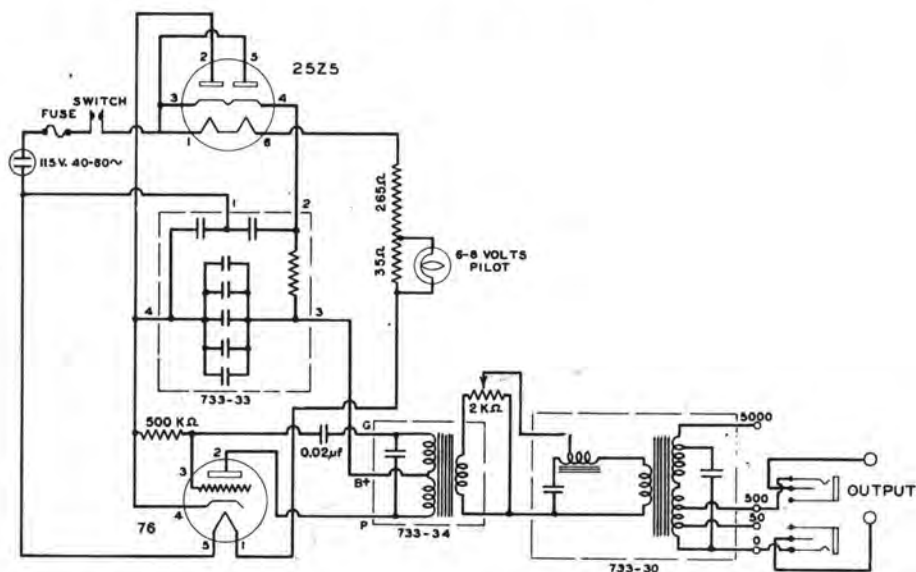 2
5
25Z5
3
4
1
6
SWITCH
FUSE
115V. 40-60~
1
2
265Ω
35Ω
6-8 VOLTS
PILOT
4
3
733-33
500 KΩ
0.02µf
G
B+
P
733-34
2
3
4
5
1
76
2 KΩ
5000
500
50
0
OUTPUT
733-30